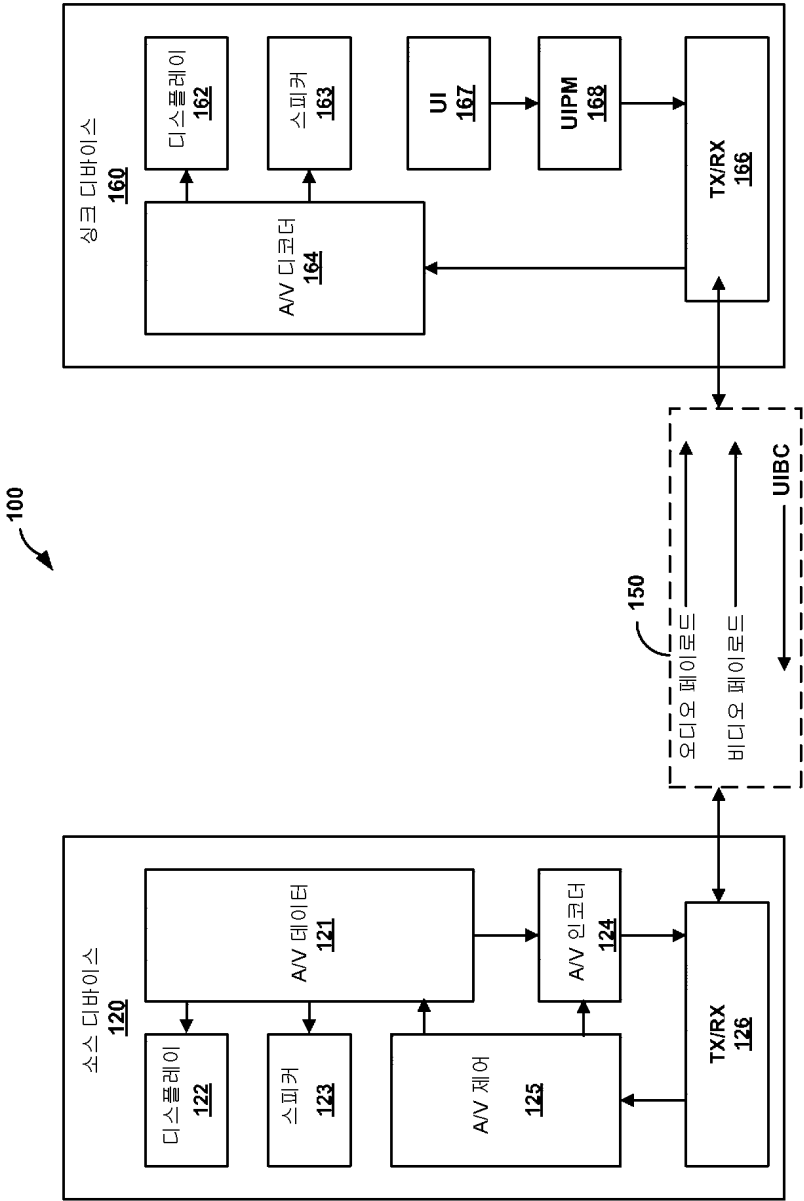 100
소스 디바이스
120
디스플레이
122
스피커
123
A/V 데이터
121
A/V 제어
125
A/V 인코더
124
TX/RX
126
150
오디오 페이로드
비디오 페이로드
UIBC
싱크 디바이스
160
디스플레이
162
스피커
163
A/V 디코더
164
UI
167
UIPM
168
TX/RX
166